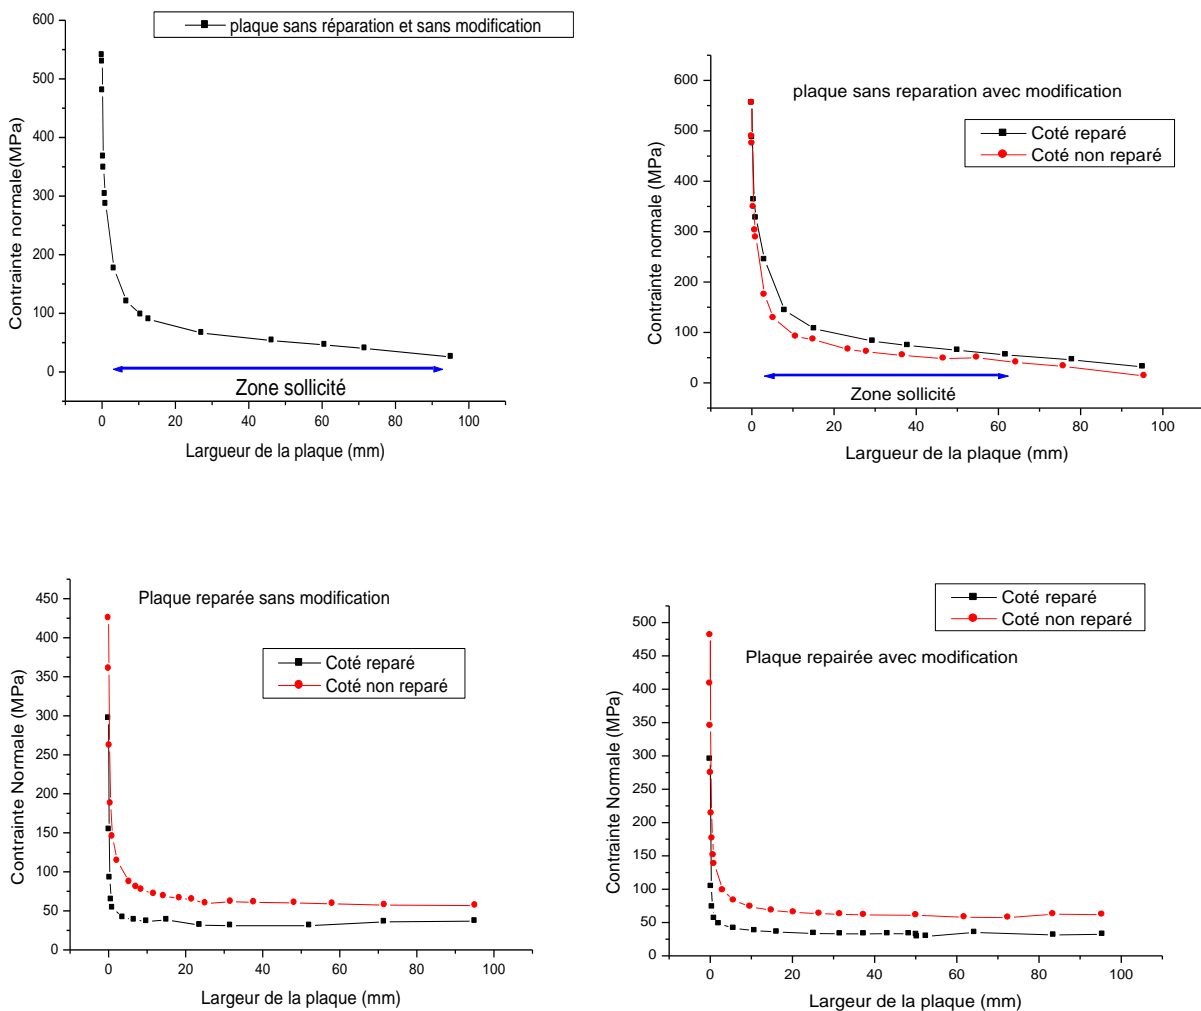 plaque sans réparation et sans modification
600
500
400
300
200
100
0
Contrainte normale(MPa)
Zone sollicité
0 20 40 60 80 100
Largueur de la plaque (mm)
plaque sans reparation avec modification
Coté reparé
Coté non reparé
600
500
400
300
200
100
0
Contrainte normale (MPa)
Zone sollicité
0 20 40 60 80 100
Largueur de la plaque (mm)
Plaque reparée sans modification
Coté reparé
Coté non reparé
450
400
350
300
250
200
150
100
50
0
Contrainte Normale (MPa)
0 20 40 60 80 100
Largeur de la plaque (mm)
Coté reparé
Coté non reparé
Plaque repairée avec modification
500
450
400
350
300
250
200
150
100
50
0
Contrainte Normale (MPa)
0 20 40 60 80 100
Largeur de la plaque (mm)